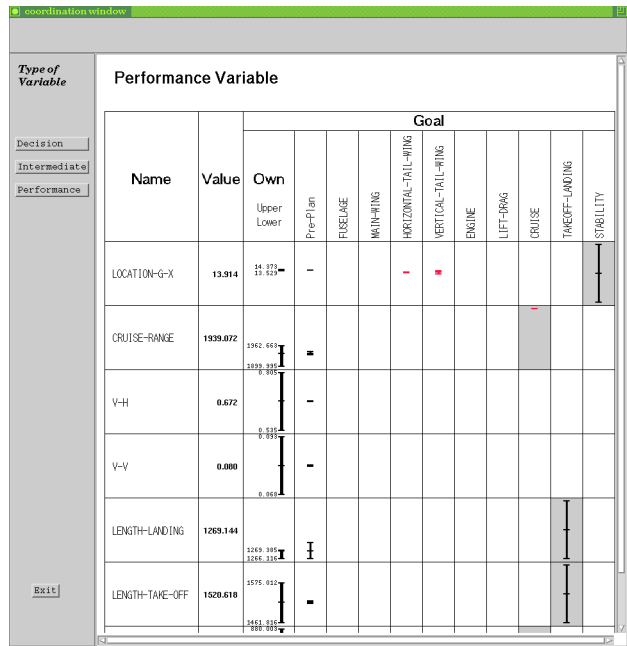 coordination window
Type of
Variable
Decision
Intermediate
Performance
Exit
Performance Variable
Goal
Name
Value
Own
Upper
Lower
Pre-Plan
FUSELAGE
MAIN-WING
HORIZONTAL-TAIL-WING
VERTICAL-TAIL-WING
ENGINE
LIFT-DRAG
CRUISE
TAKEOFF-LANDING
STABILITY
LOCATION-G-X
13.914
14.373
13.529
CRUISE-RANGE
1939.072
1962.663
1899.995
V-H
0.672
0.805
0.535
V-V
0.080
0.093
0.068
LENGTH-LANDING
1269.144
1269.305
1266.116
LENGTH-TAKE-OFF
1520.618
1575.012
1461.816
880.003